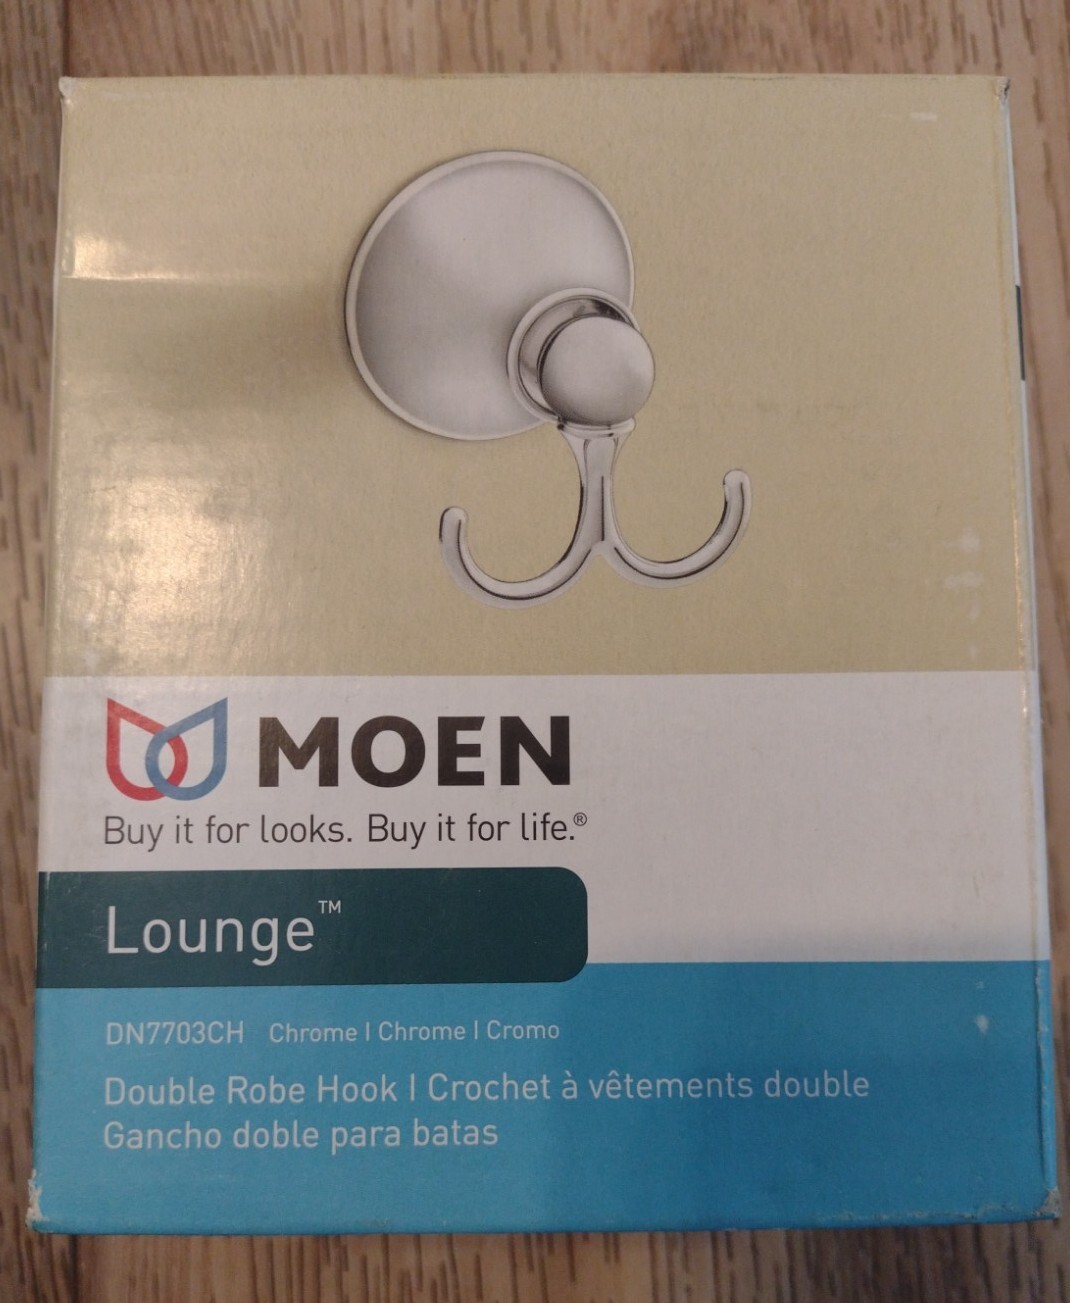 MOEN
Buy it for looks. Buy it for life.®
Lounge™
DN7703CH Chrome | Chrome | Cromo
Double Robe Hook | Crochet à vêtements double
Gancho doble para batas